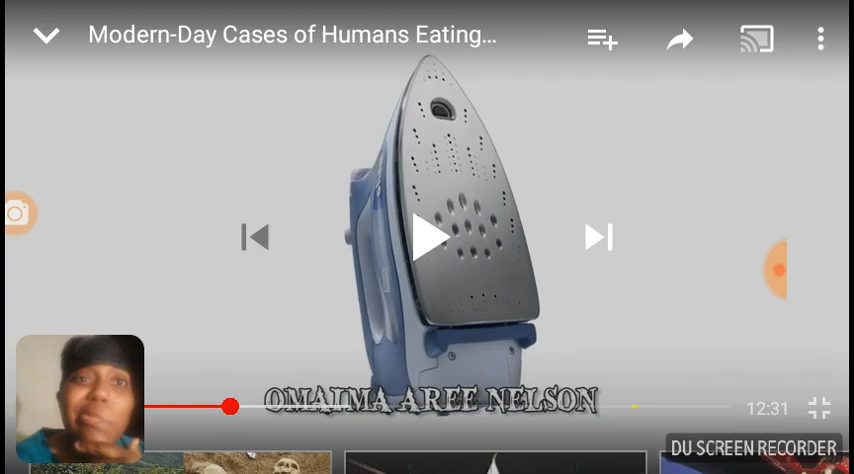 Modern-Day Cases of Humans Eating...
OMAIMA AREE NELSON
12:31
DU SCREEN RECORDER